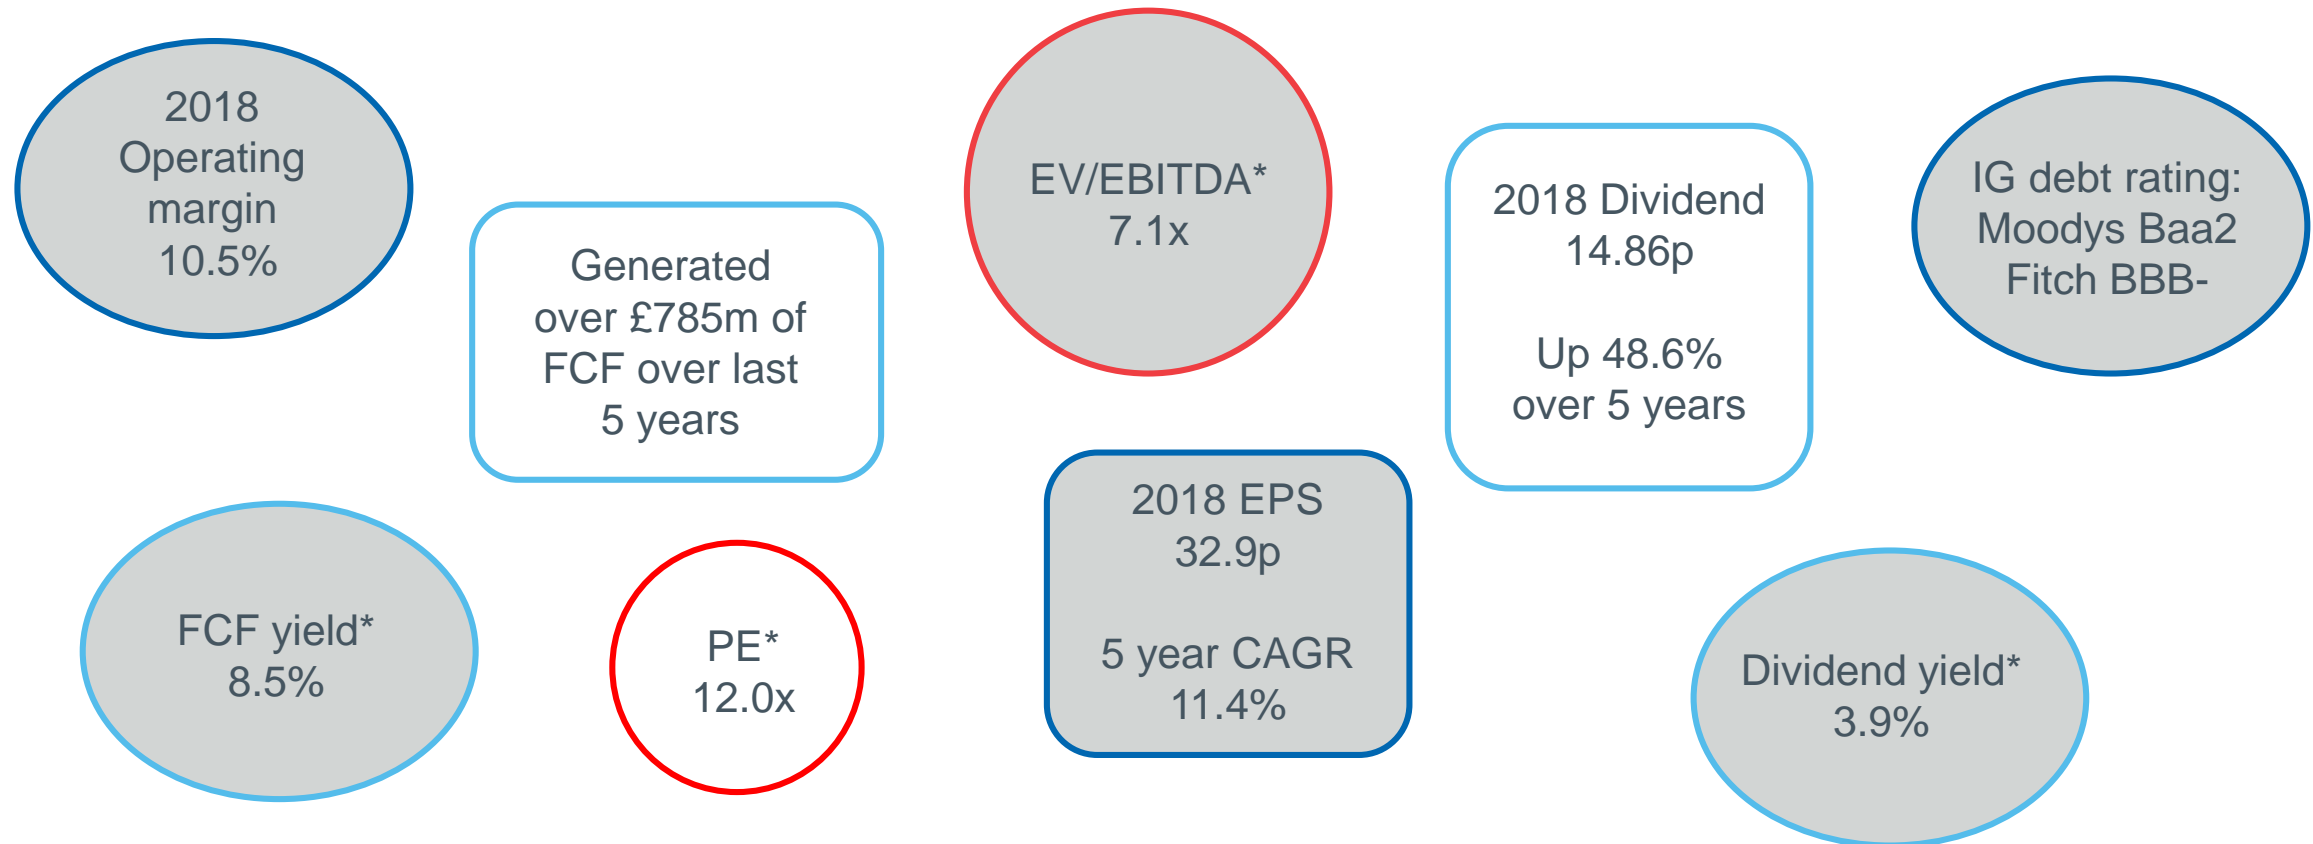 2018
Operating
margin
10.5%
Generated
over £785m of
FCF over last
5 years
EV/EBITDA*
7.1x
2018 Dividend
14.86p
Up 48.6%
over 5 years
IG debt rating:
Moodys Baa2
Fitch BBB-
FCF yield*
8.5%
PE*
12.0x
2018 EPS
32.9p
5 year CAGR
11.4%
Dividend yield*
3.9%